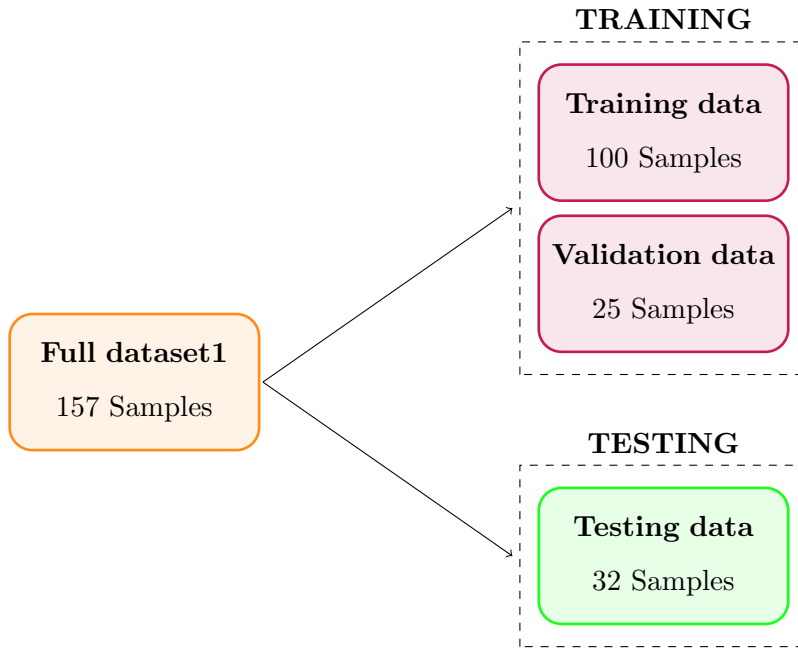 TRAINING
Training data
100 Samples
Validation data
25 Samples
Full dataset1
157 Samples
TESTING
Testing data
32 Samples